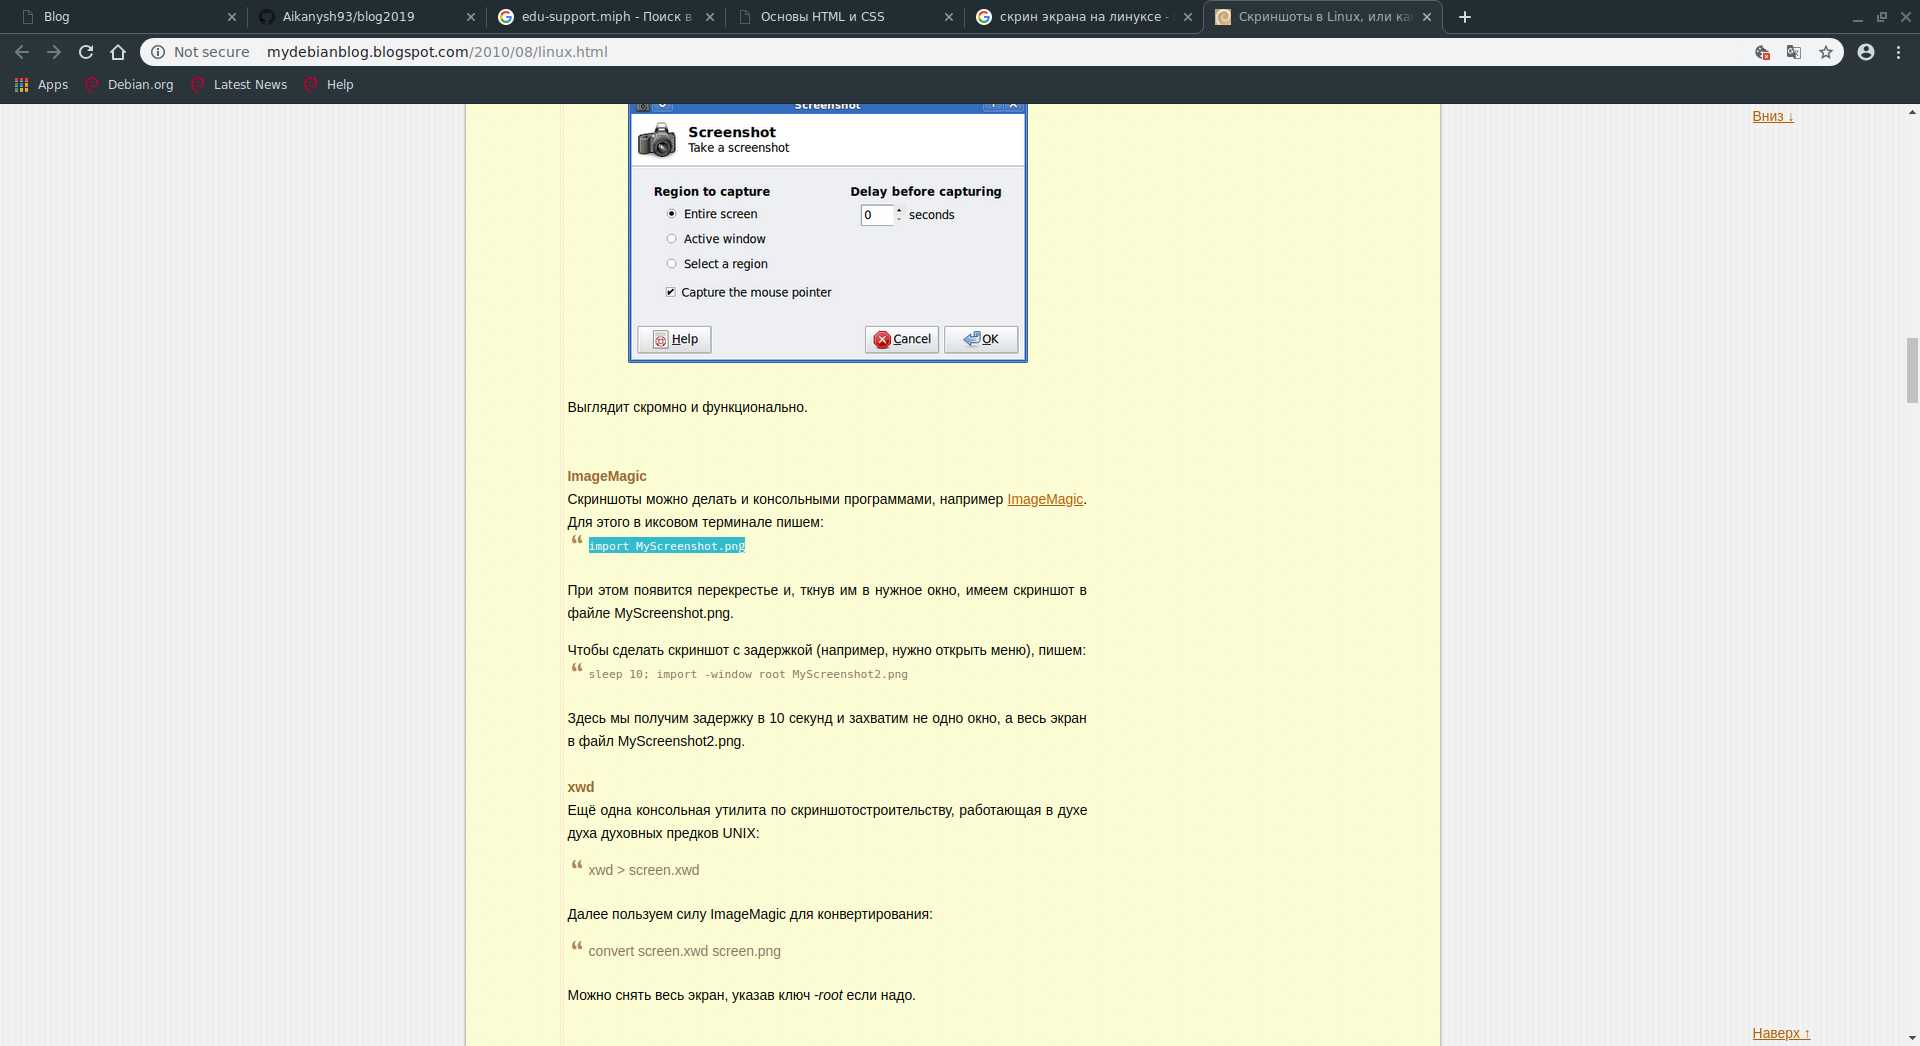 Blog
Aikanysh93/blog2019
edu-support.miph - Поиск в
Основы HTML и CSS
скрин экрана на линуксе -
Скриншоты в Linux, или ка
Not secure mydebianblog.blogspot.com/2010/08/linux.html
Apps Debian.org Latest News Help
Вниз ↓
Screenshot
Screenshot
Take a screenshot
Region to capture
Entire screen
Active window
Select a region
Capture the mouse pointer
Delay before capturing
0 seconds
Help Cancel OK
Выглядит скромно и функционально.
ImageMagic
Скриншоты можно делать и консольными программами, например ImageMagic.
Для этого в иксовом терминале пишем:
“ import MyScreenshot.png
При этом появится перекрестье и, ткнув им в нужное окно, имеем скриншот в
файле MyScreenshot.png.
Чтобы сделать скриншот с задержкой (например, нужно открыть меню), пишем:
“ sleep 10; import -window root MyScreenshot2.png
Здесь мы получим задержку в 10 секунд и захватим не одно окно, а весь экран
в файл MyScreenshot2.png.
xwd
Ещё одна консольная утилита по скриншотостроительству, работающая в духе
духа духовных предков UNIX:
“ xwd > screen.xwd
Далее пользуем силу ImageMagic для конвертирования:
“ convert screen.xwd screen.png
Можно снять весь экран, указав ключ -root если надо.
Наверх ↑